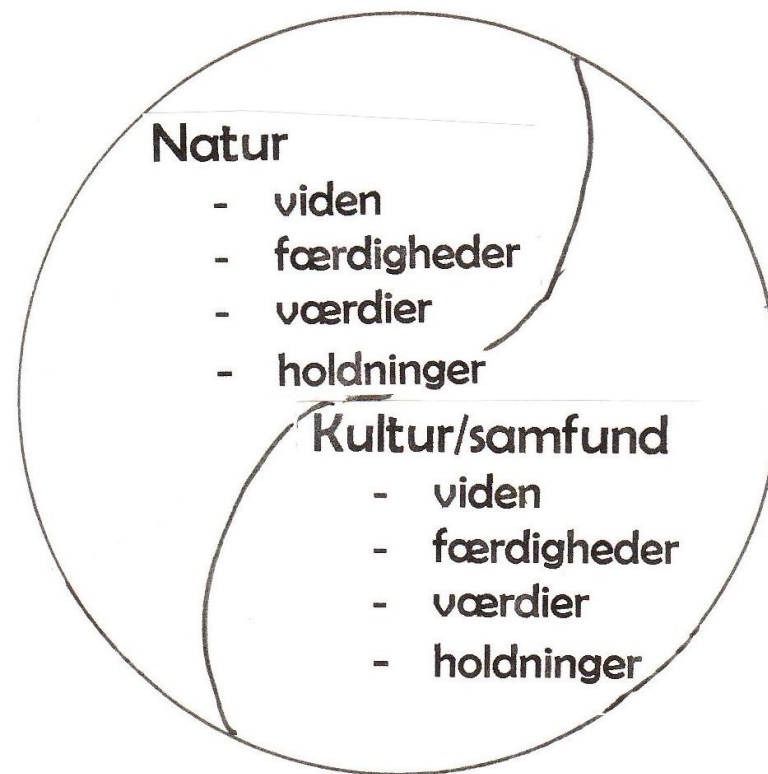 Natur
- viden
- færdigheder
- værdier
- holdninger
Kultur/samfund
- viden
- færdigheder
- værdier
- holdninger